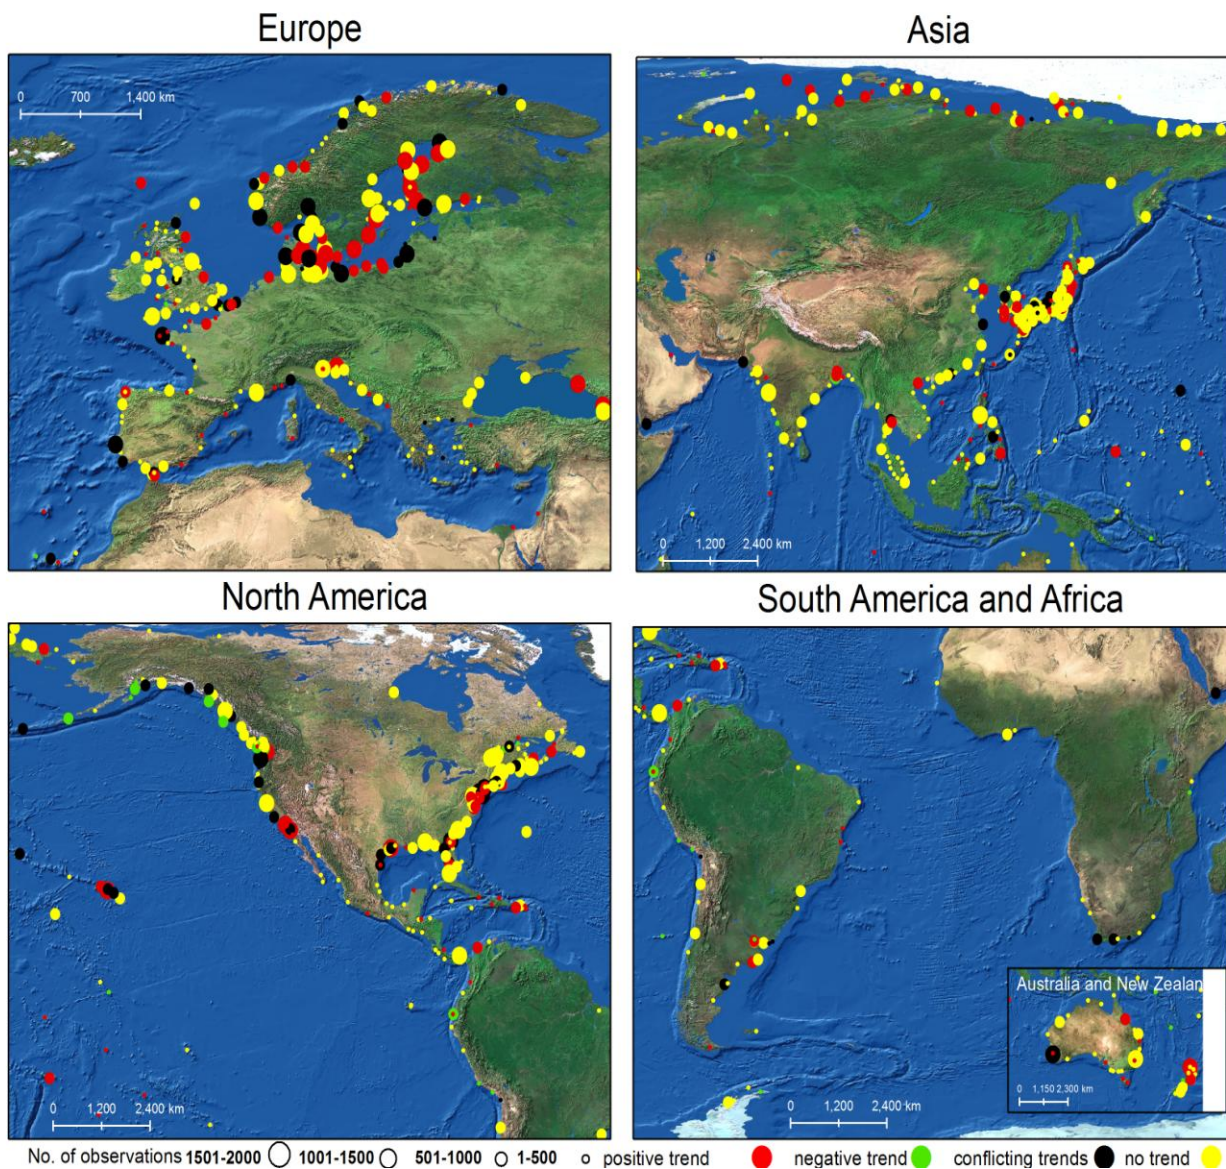 Europe
Asia
0 700 1,400 km
0 1,200 2,400 km
North America
South America and Africa
Australia and New Zealan
0 1,150 2,300 km
0 1,200 2,400 km
0 1,200 2,400 km
No. of observations 1501-2000 1001-1500 501-1000 1-500 positive trend negative trend conflicting trends no trend